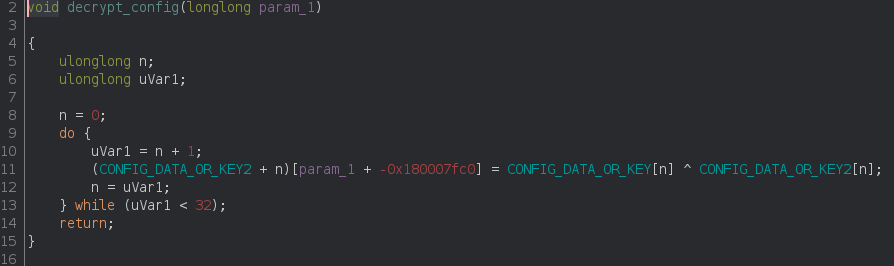 2 void decrypt_config(longlong param_1)
3
4 {
5     ulonglong n;
6     ulonglong uVar1;
7
8     n = 0;
9     do {
10         uVar1 = n + 1;
11         (CONFIG_DATA_OR_KEY2 + n)[param_1 + -0x180007fc0] = CONFIG_DATA_OR_KEY[n] ^ CONFIG_DATA_OR_KEY2[n];
12         n = uVar1;
13     } while (uVar1 < 32);
14     return;
15 }
16